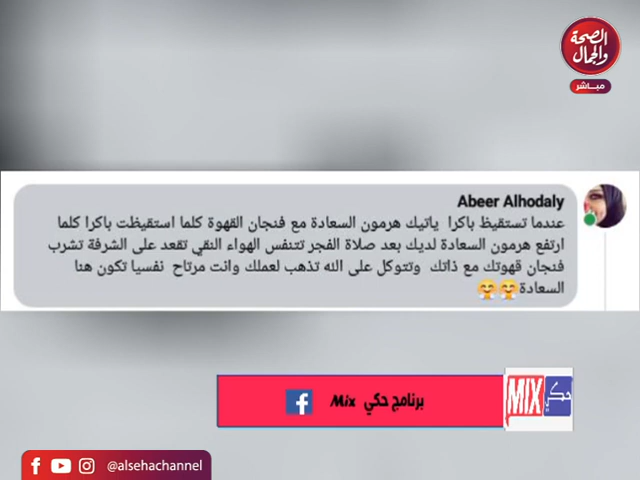 الصحة
والجمال
مباشر
Abeer Alhodaly
عندما تستقيظ باكرا ياتيك هرمون السعادة مع فنجان القهوة كلما استقيظت باكرا كلما
ارتفع هرمون السعادة لديك بعد صلاة الفجر تتنفس الهواء النقي تقعد على الشرفة تشرب
فنجان قهوتك مع ذاتك وتتوكل على الله تذهب لعملك وانت مرتاح نفسيا تكون هنا
السعادة
برنامج حكي Mix
MIX حكي
@alsehachannel